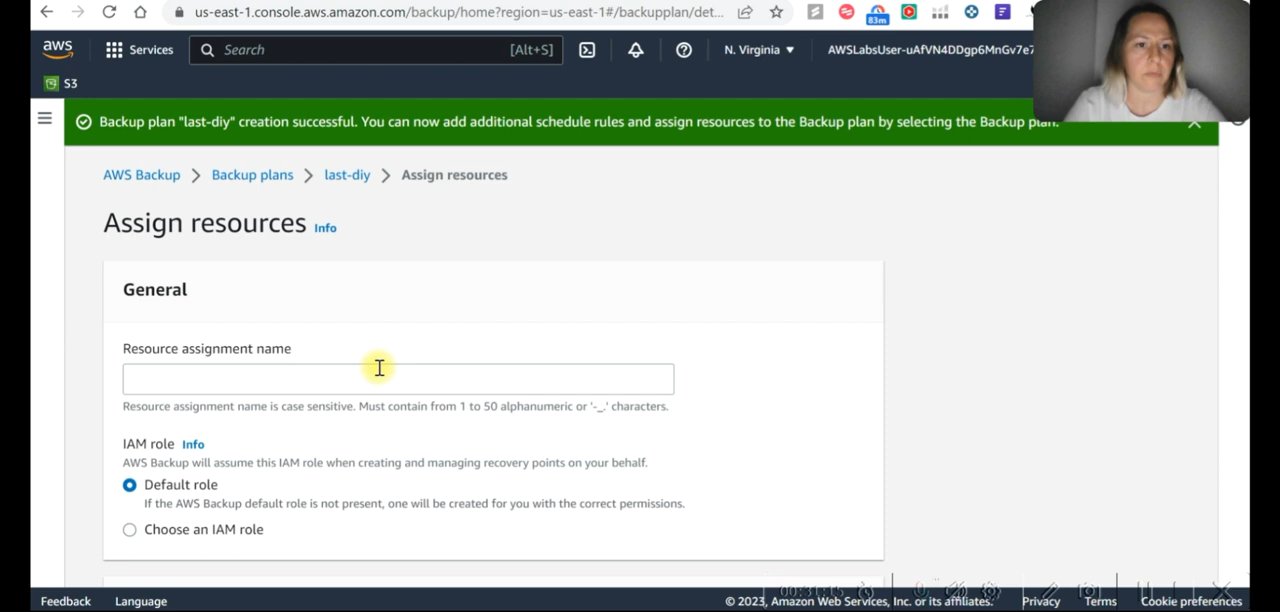 us-east-1.console.aws.amazon.com/backup/home?region=us-east-1#/backupplan/det...
83m
aws
Services
Search
[Alt+S]
N. Virginia
AWSLabsUser-uAfVN4DDgp6MnGv7e7
S3
Backup plan "last-diy" creation successful. You can now add additional schedule rules and assign resources to the Backup plan by selecting the Backup plan.
AWS Backup > Backup plans > last-diy > Assign resources
Assign resources Info
General
Resource assignment name
Resource assignment name is case sensitive. Must contain from 1 to 50 alphanumeric or '-_.' characters.
IAM role Info
AWS Backup will assume this IAM role when creating and managing recovery points on your behalf.
Default role
If the AWS Backup default role is not present, one will be created for you with the correct permissions.
Choose an IAM role
00:31:15
Feedback
Language
© 2023, Amazon Web Services, Inc. or its affiliates.
Privacy
Terms
Cookie preferences